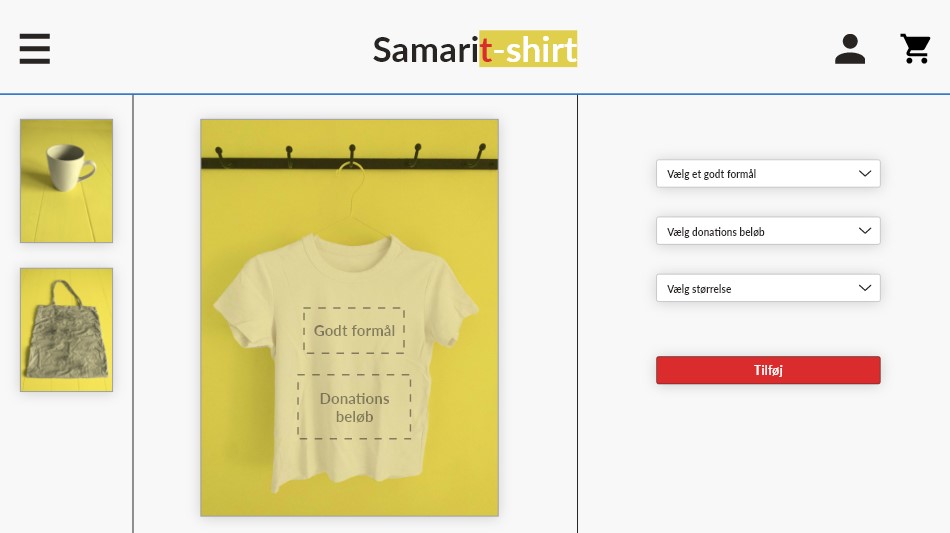 Samarit-shirt
Godt formål
Donations
beløb
Vælg et godt formål
Vælg donations beløb
Vælg størrelse
Tilføj